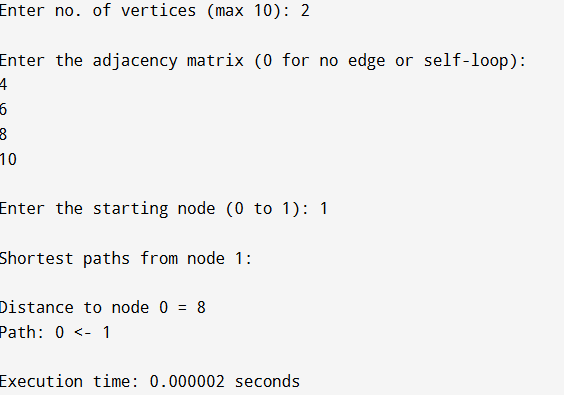 Enter no. of vertices (max 10): 2
Enter the adjacency matrix (0 for no edge or self-loop):
4
6
8
10
Enter the starting node (0 to 1): 1
Shortest paths from node 1:
Distance to node 0 = 8
Path: 0 <- 1
Execution time: 0.000002 seconds